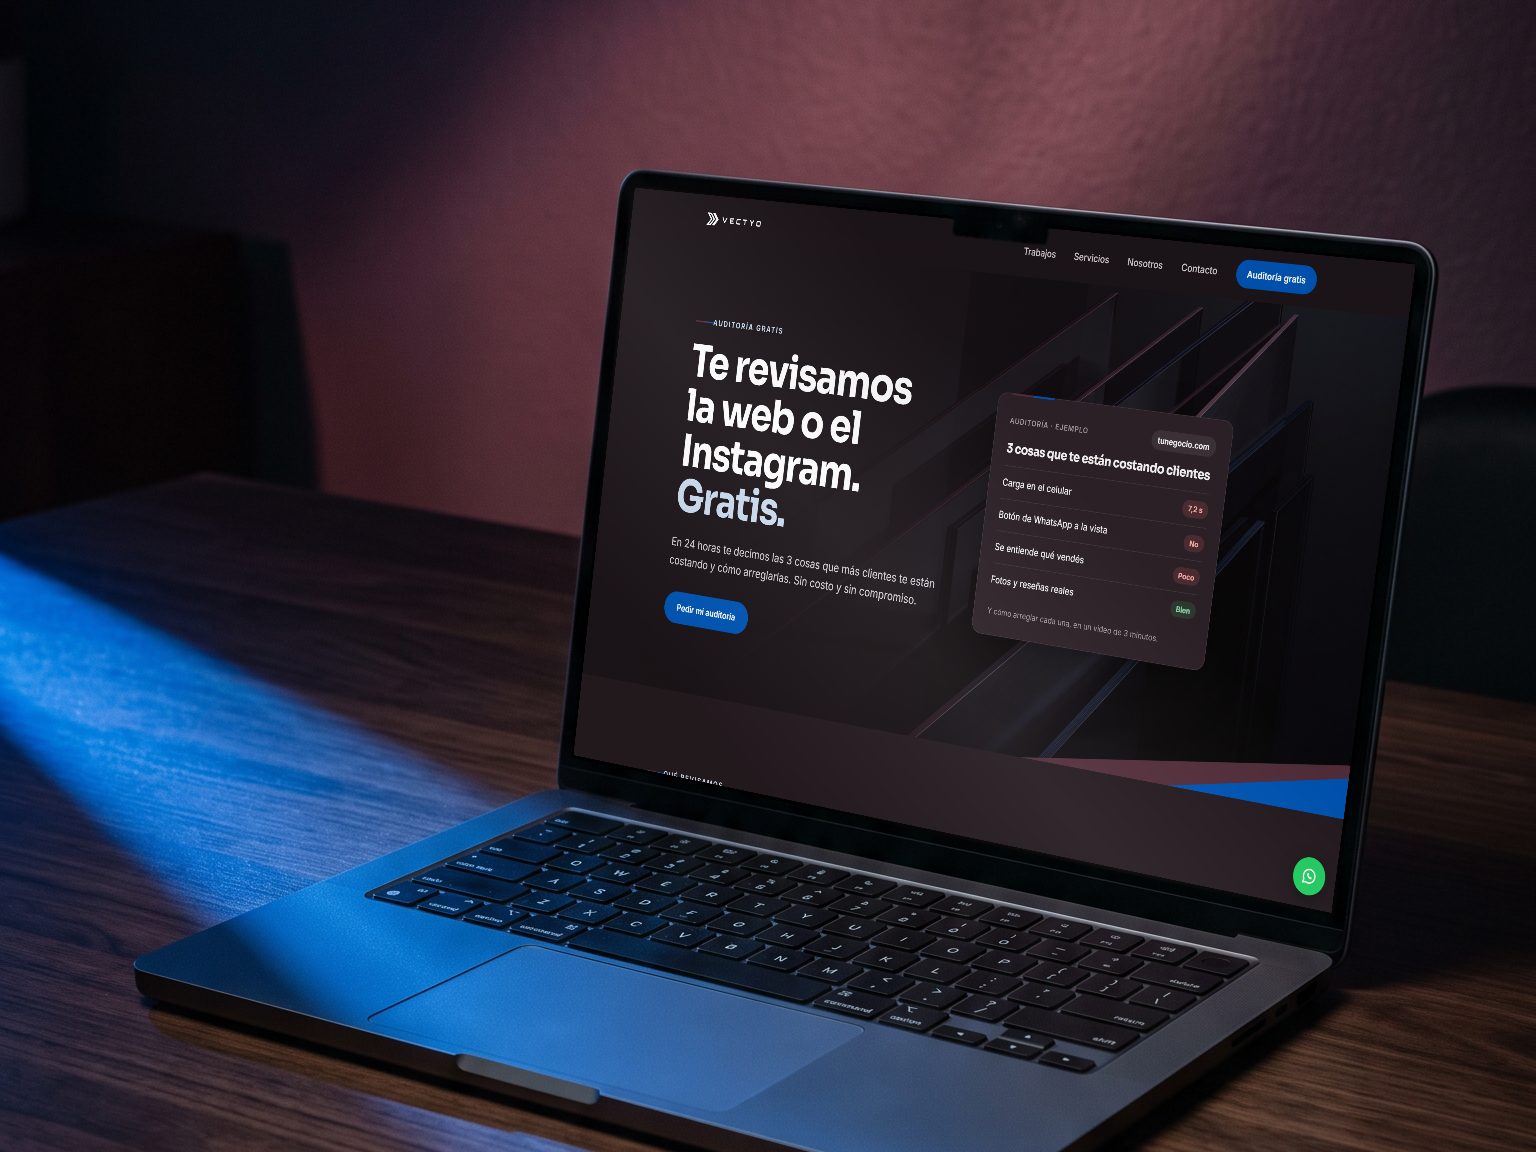 VECTYO
Trabajos Servicios Nosotros Contacto Auditoría gratis
AUDITORÍA GRATIS
Te revisamos
la web o el
Instagram.
Gratis.
En 24 horas te decimos las 3 cosas que más clientes te están
costando y cómo arreglarlas. Sin costo y sin compromiso.
Pedir mi auditoría
AUDITORÍA · EJEMPLO
tunegocio.com
3 cosas que te están costando clientes
Carga en el celular 7,2 s
Botón de WhatsApp a la vista No
Se entiende qué vendés Poco
Fotos y reseñas reales Bien
Y cómo arreglar cada una, en un video de 3 minutos.
QUÉ REVISAMOS